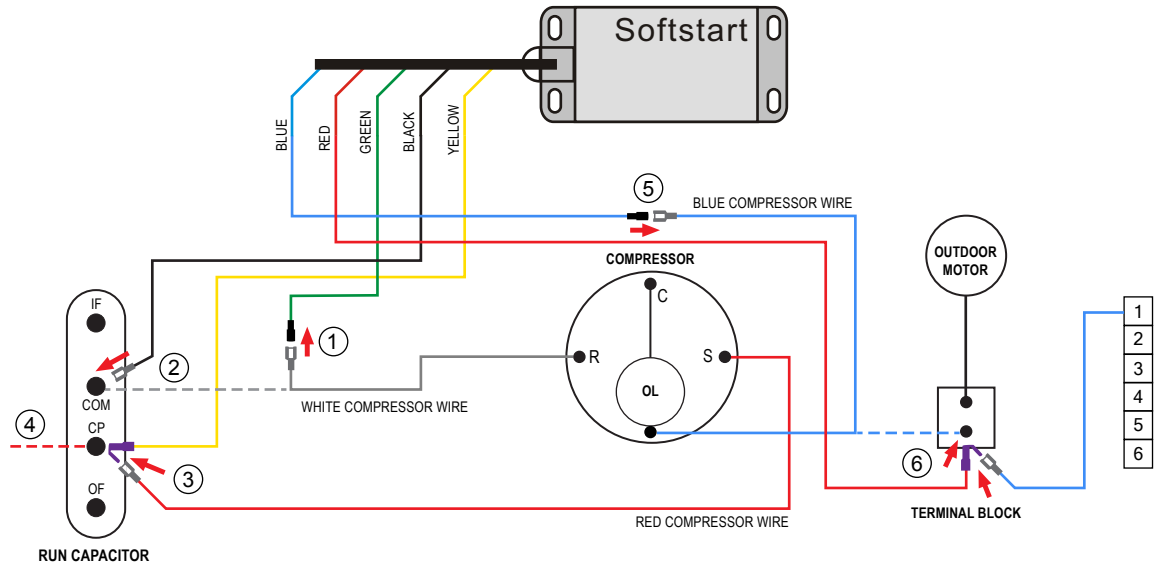 Softstart
BLUE
RED
GREEN
BLACK
YELLOW
5
BLUE COMPRESSOR WIRE
COMPRESSOR
OUTDOOR
MOTOR
C
R
S
OL
IF
1
2
COM
WHITE COMPRESSOR WIRE
4
CP
3
OF
RED COMPRESSOR WIRE
RUN CAPACITOR
6
TERMINAL BLOCK
1
2
3
4
5
6